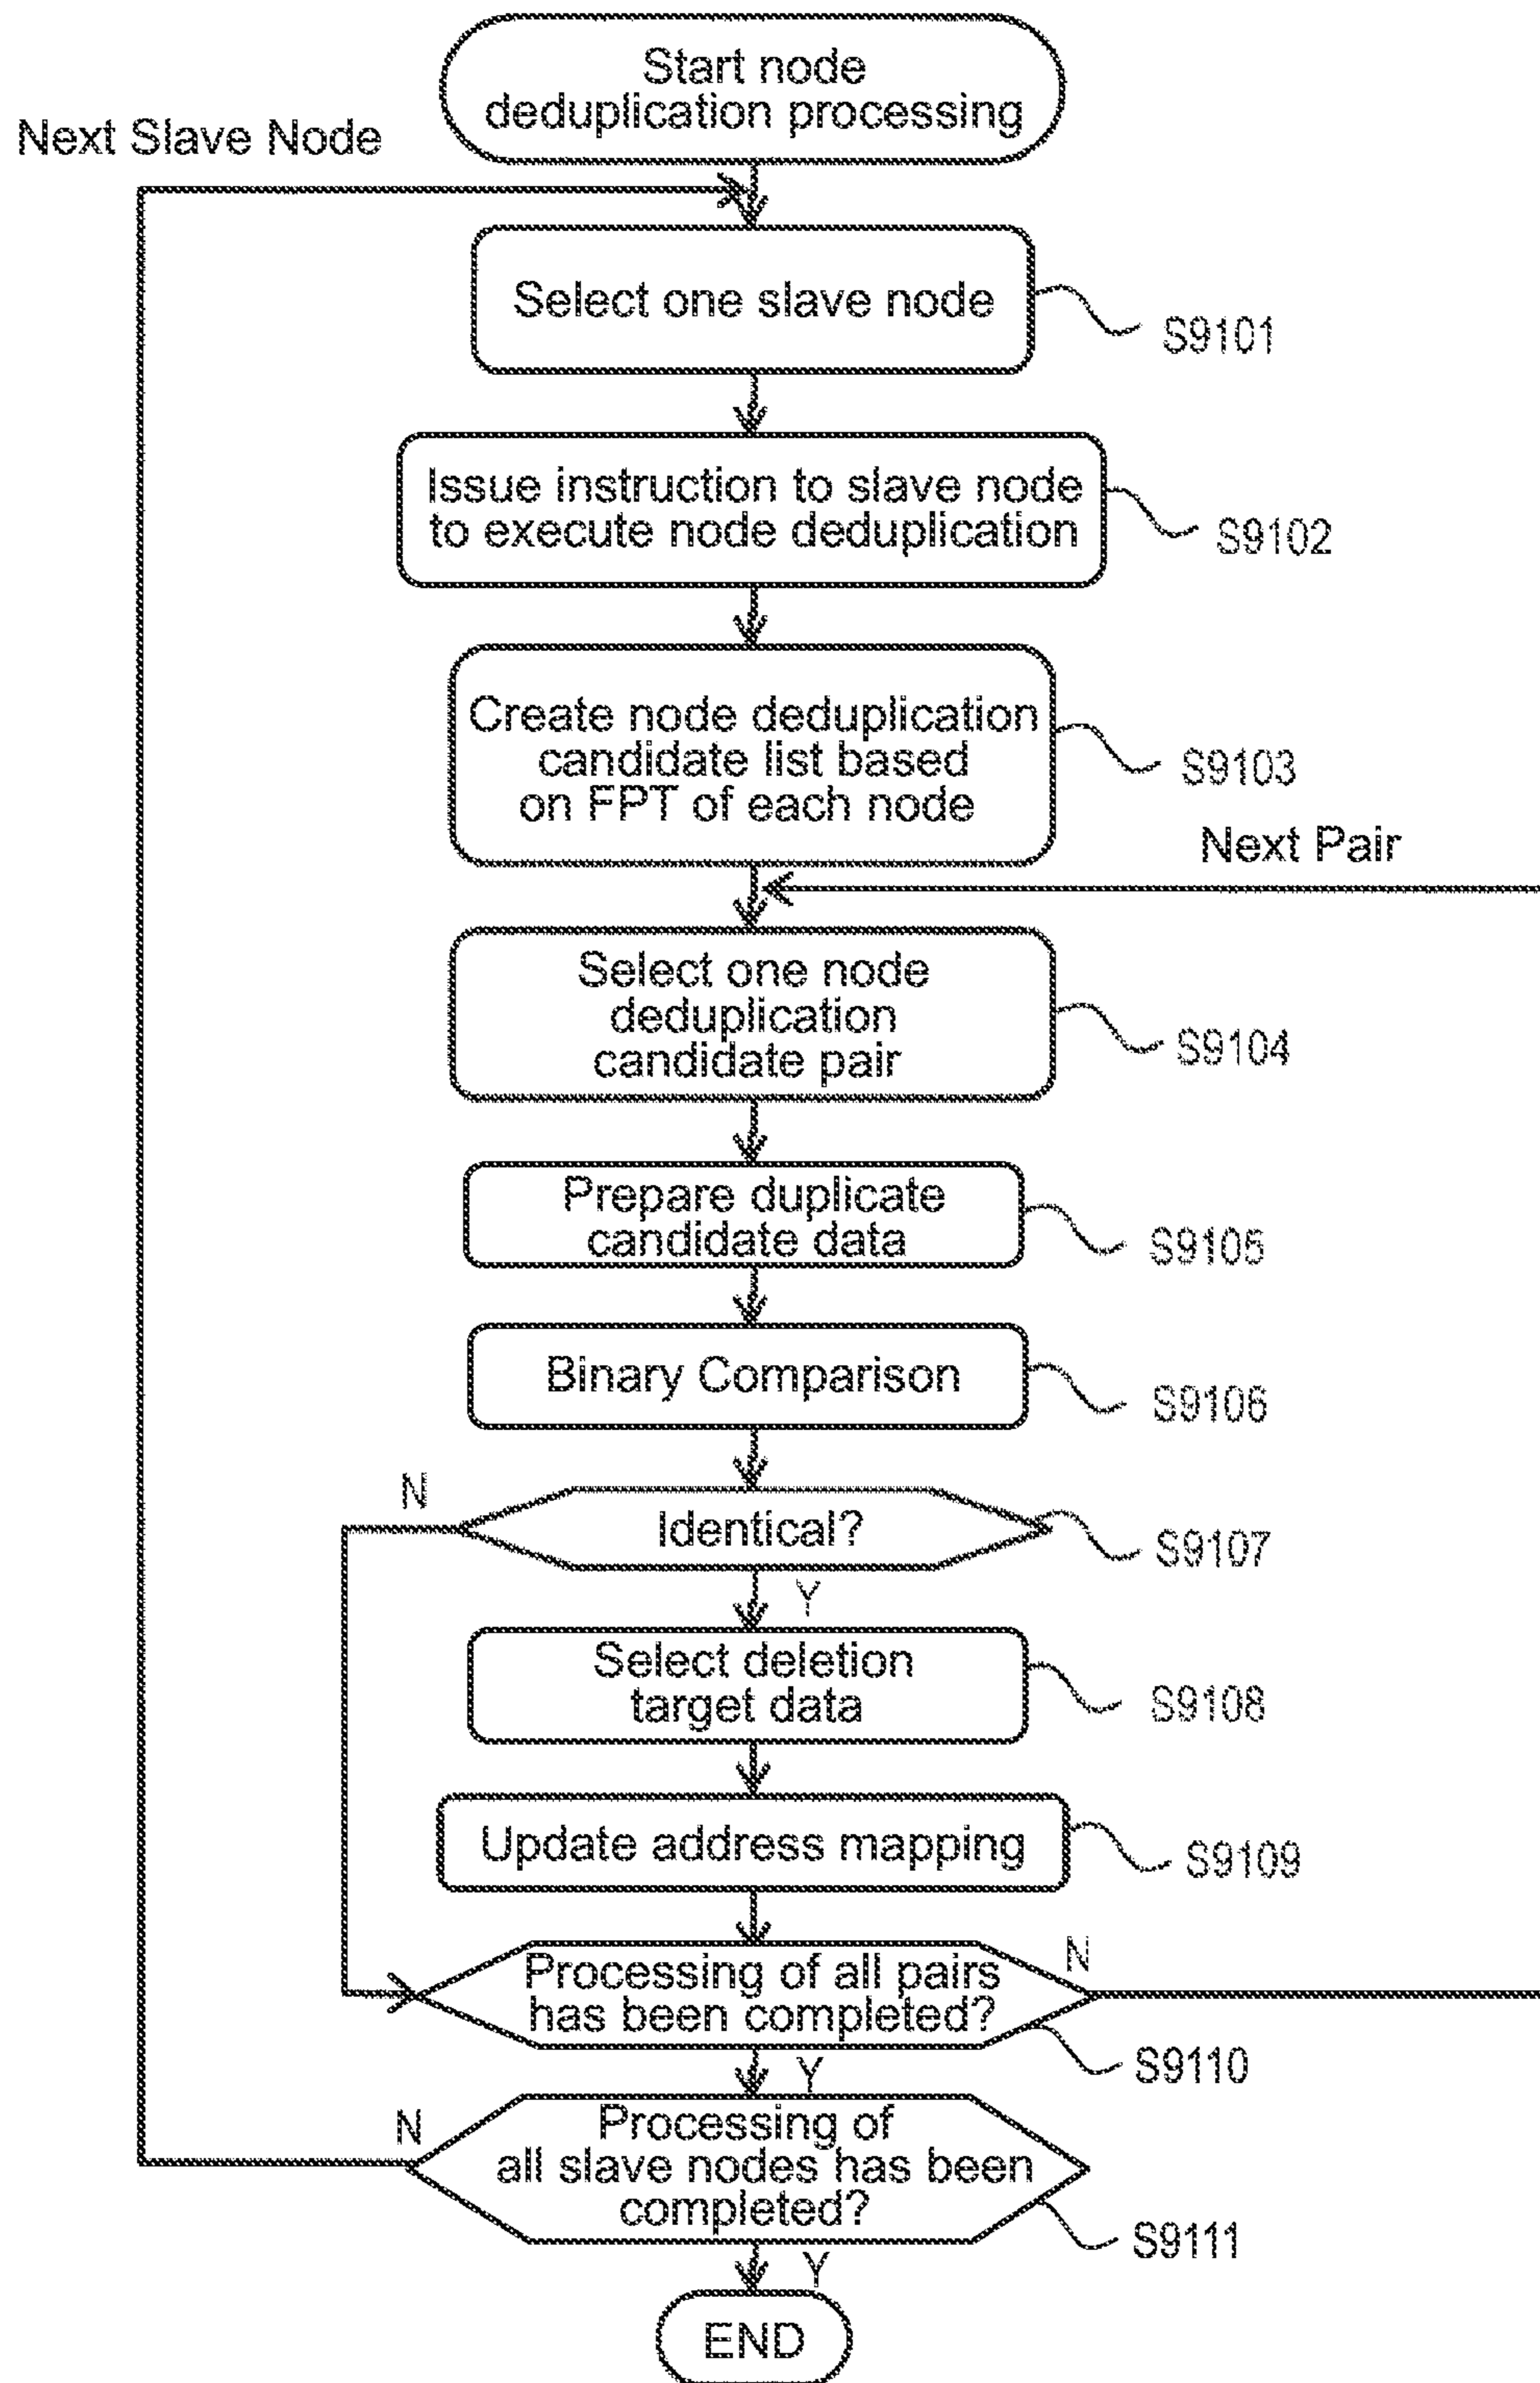 Start node
deduplication processing
Next Slave Node
Select one slave node
S9101
Issue instruction to slave node
to execute node deduplication
S9102
Create node deduplication
candidate list based
on FPT of each node
S9103
Next Pair
Select one node
deduplication
candidate pair
S9104
Prepare duplicate
candidate data
S9105
Binary Comparison
S9106
N
Identical?
S9107
Y
Select deletion
target data
S9108
Update address mapping
S9109
N
Processing of all pairs
has been completed?
S9110
Y
N
Processing of
all slave nodes has been
completed?
S9111
Y
END